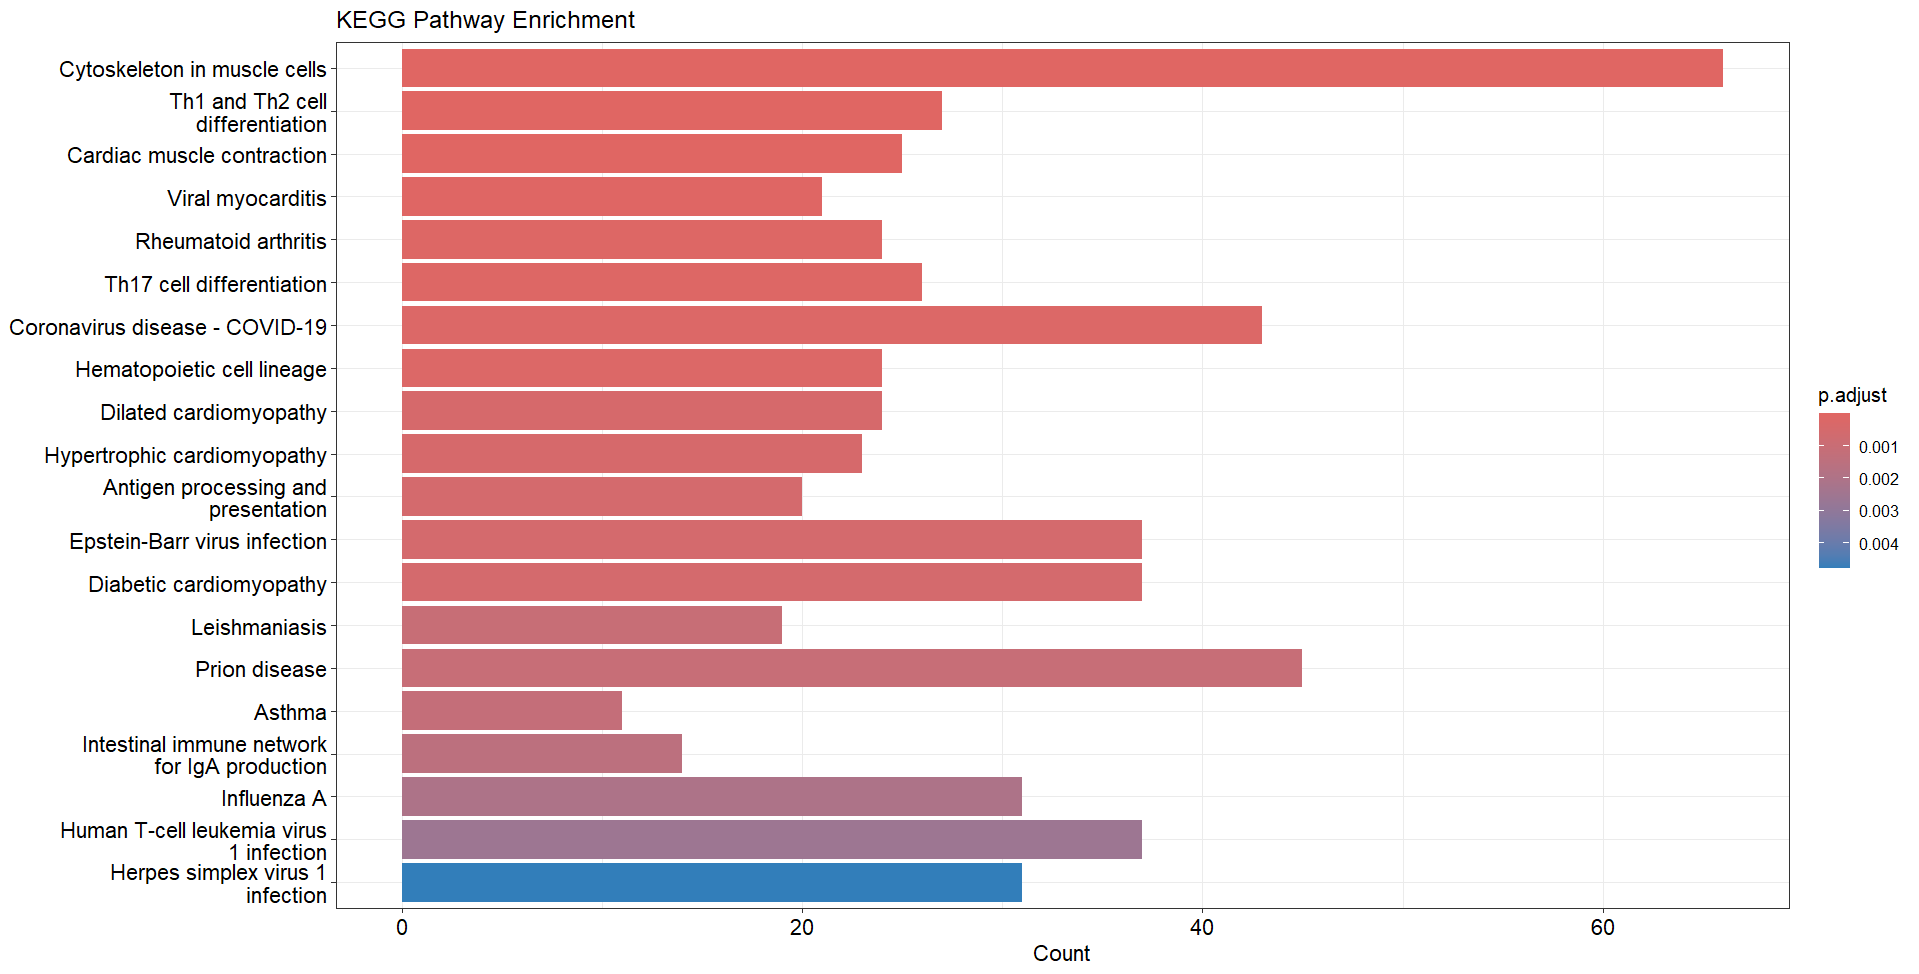 KEGG Pathway Enrichment
Cytoskeleton in muscle cells
Th1 and Th2 cell
differentiation
Cardiac muscle contraction
Viral myocarditis
Rheumatoid arthritis
Th17 cell differentiation
Coronavirus disease - COVID-19
Hematopoietic cell lineage
Dilated cardiomyopathy
Hypertrophic cardiomyopathy
Antigen processing and
presentation
Epstein-Barr virus infection
Diabetic cardiomyopathy
Leishmaniasis
Prion disease
Asthma
Intestinal immune network
for IgA production
Influenza A
Human T-cell leukemia virus
1 infection
Herpes simplex virus 1
infection
0
20
40
60
Count
p.adjust
0.001
0.002
0.003
0.004